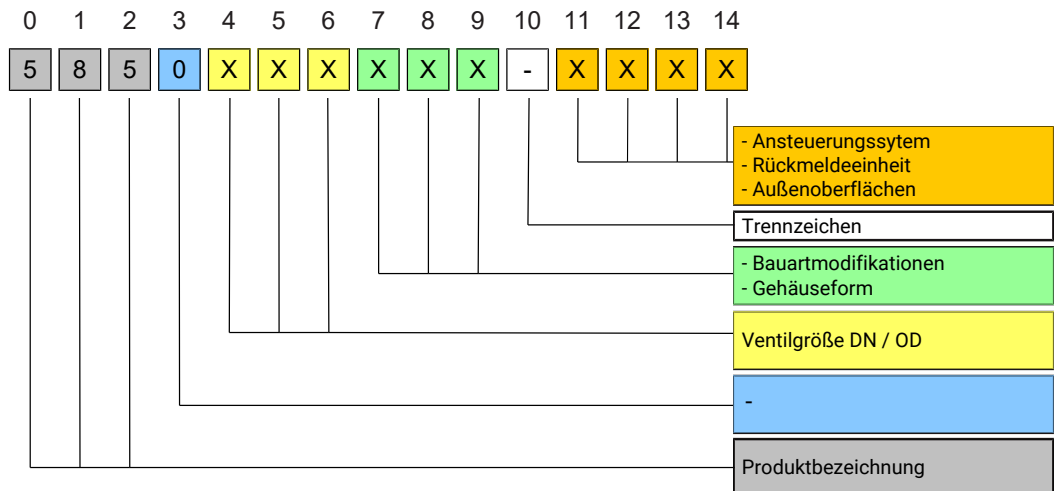 0 1 2 3 4 5 6 7 8 9 10 11 12 13 14
5 8 5 0 X X X X X X - X X X X
- Ansteuerungssytem
- Rückmeldeeinheit
- Außenoberflächen
Trennzeichen
- Bauartmodifikationen
- Gehäuseform
Ventilgröße DN / OD
-
Produktbezeichnung